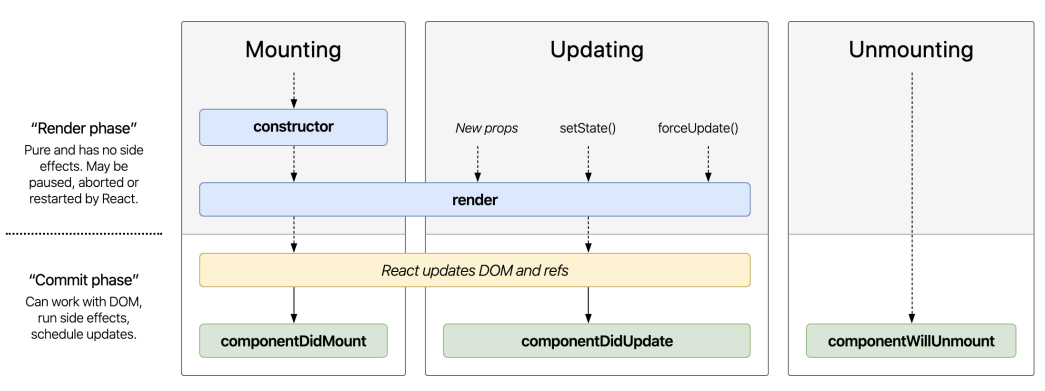 Mounting
Updating
Unmounting
“Render phase”
Pure and has no side
effects. May be
paused, aborted or
restarted by React.
constructor
New props
setState()
forceUpdate()
render
“Commit phase”
Can work with DOM,
run side effects,
schedule updates.
React updates DOM and refs
componentDidMount
componentDidUpdate
componentWillUnmount